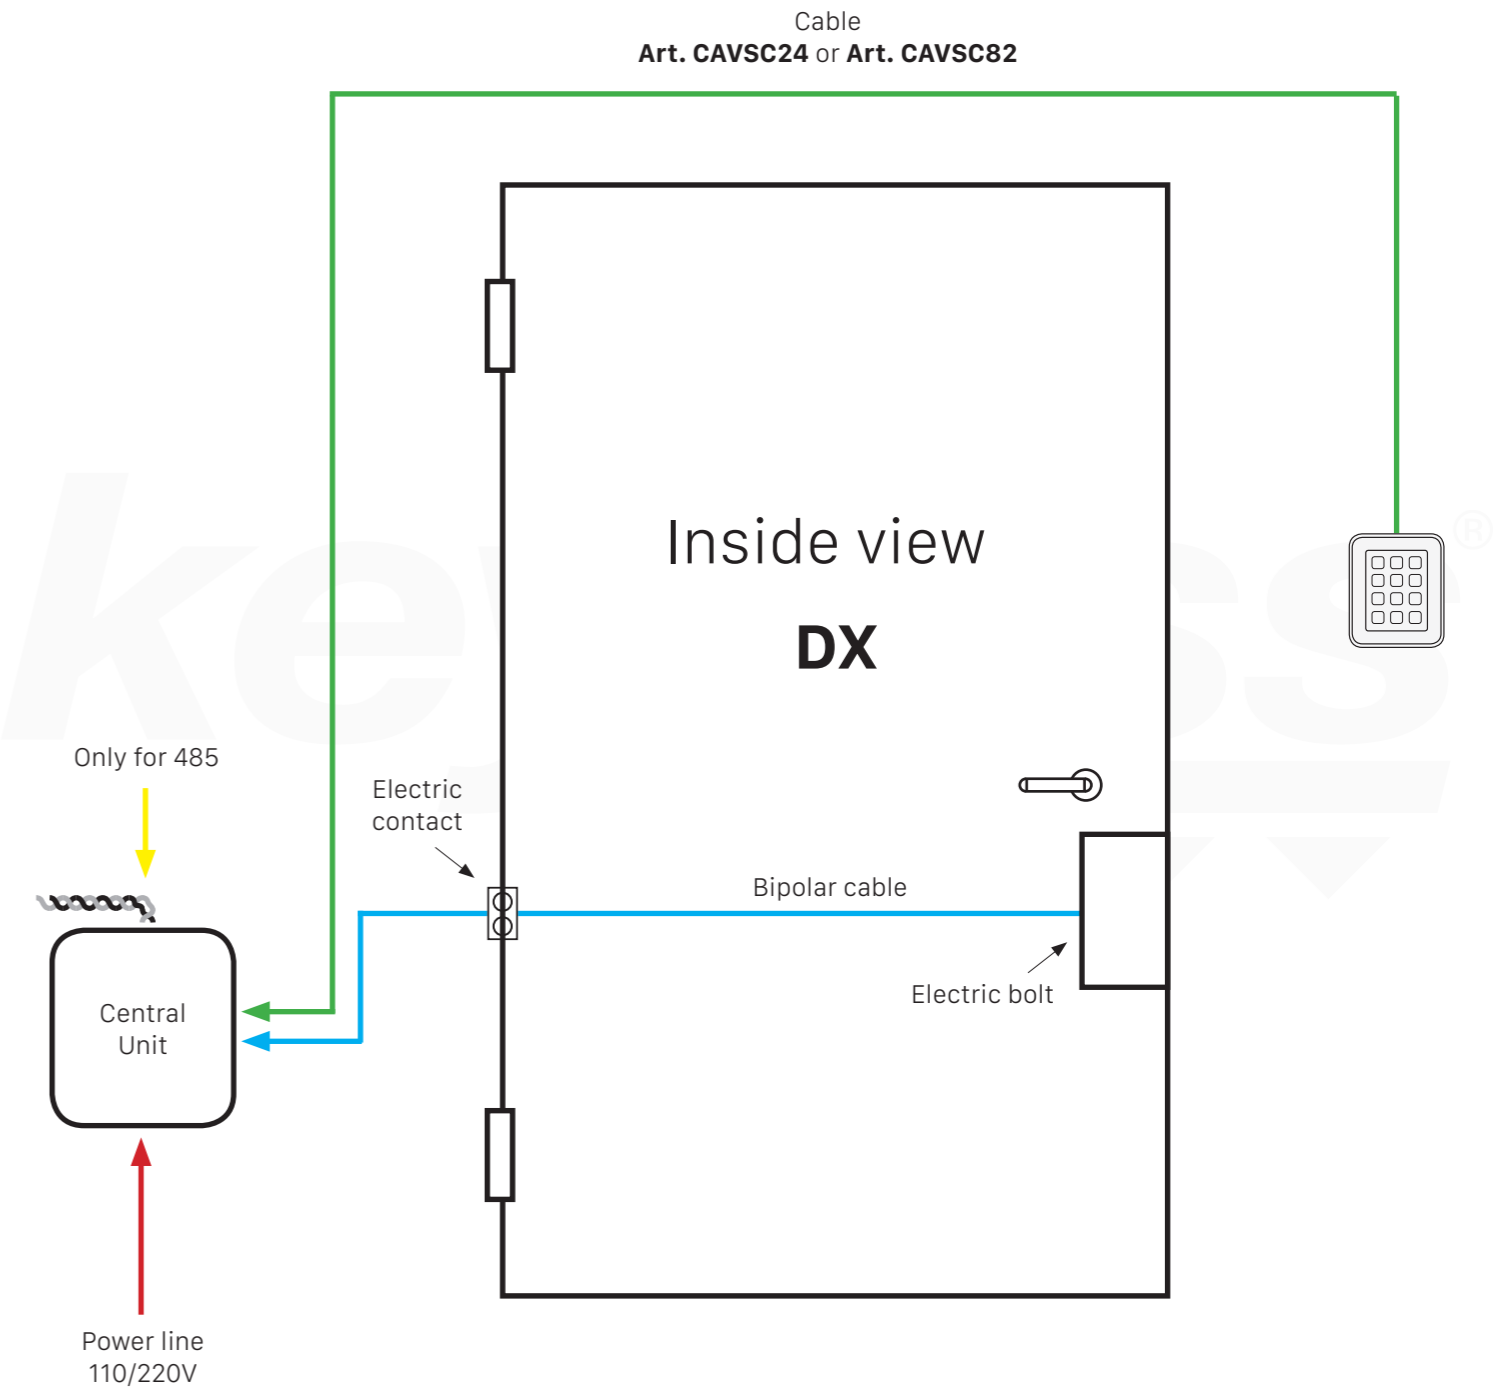 Cable
Art. CAVSC24 or Art. CAVSC82
Inside view
DX
Only for 485
Electric
contact
Bipolar cable
Electric bolt
Central
Unit
Power line
110/220V